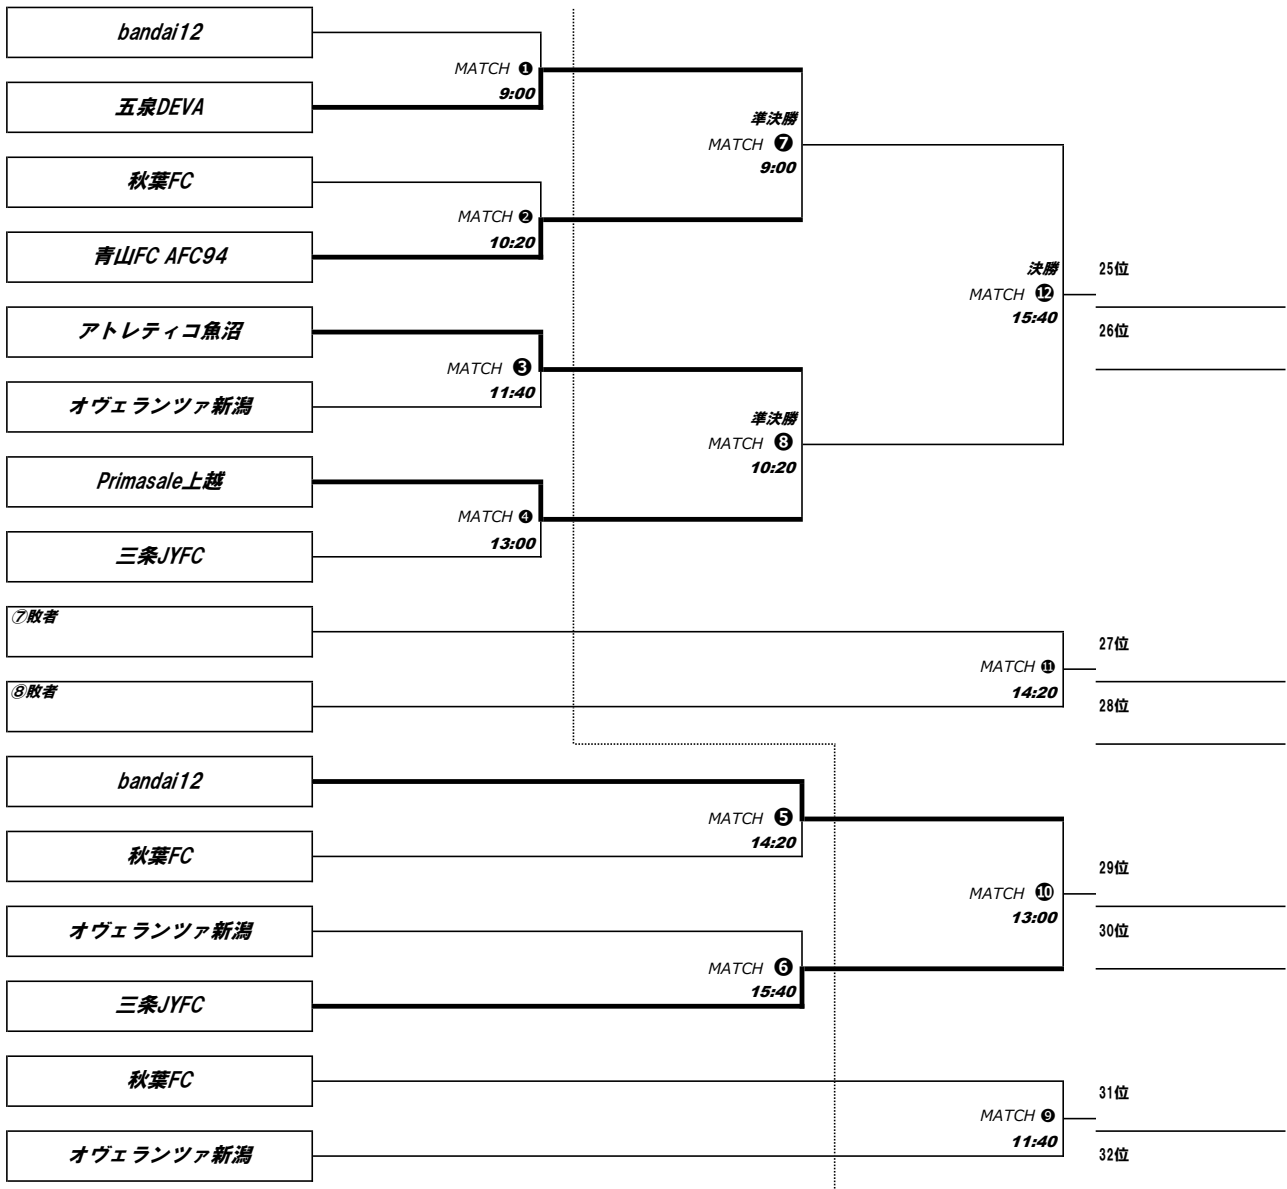 bandai12
MATCH ❶
9:00
五泉DEVA
準決勝
MATCH ❼
9:00
秋葉FC
MATCH ❷
10:20
青山FC AFC94
決勝
MATCH ⓬
15:40
25位
26位
アトレティコ魚沼
MATCH ❸
11:40
オヴェランツァ新潟
準決勝
MATCH ❽
10:20
Primasale上越
MATCH ❹
13:00
三条JYFC
⑦敗者
MATCH ⓫
14:20
27位
28位
⑧敗者
bandai12
MATCH ❺
14:20
秋葉FC
MATCH ❿
13:00
29位
30位
オヴェランツァ新潟
MATCH ❻
15:40
三条JYFC
秋葉FC
MATCH ❾
11:40
31位
32位
オヴェランツァ新潟